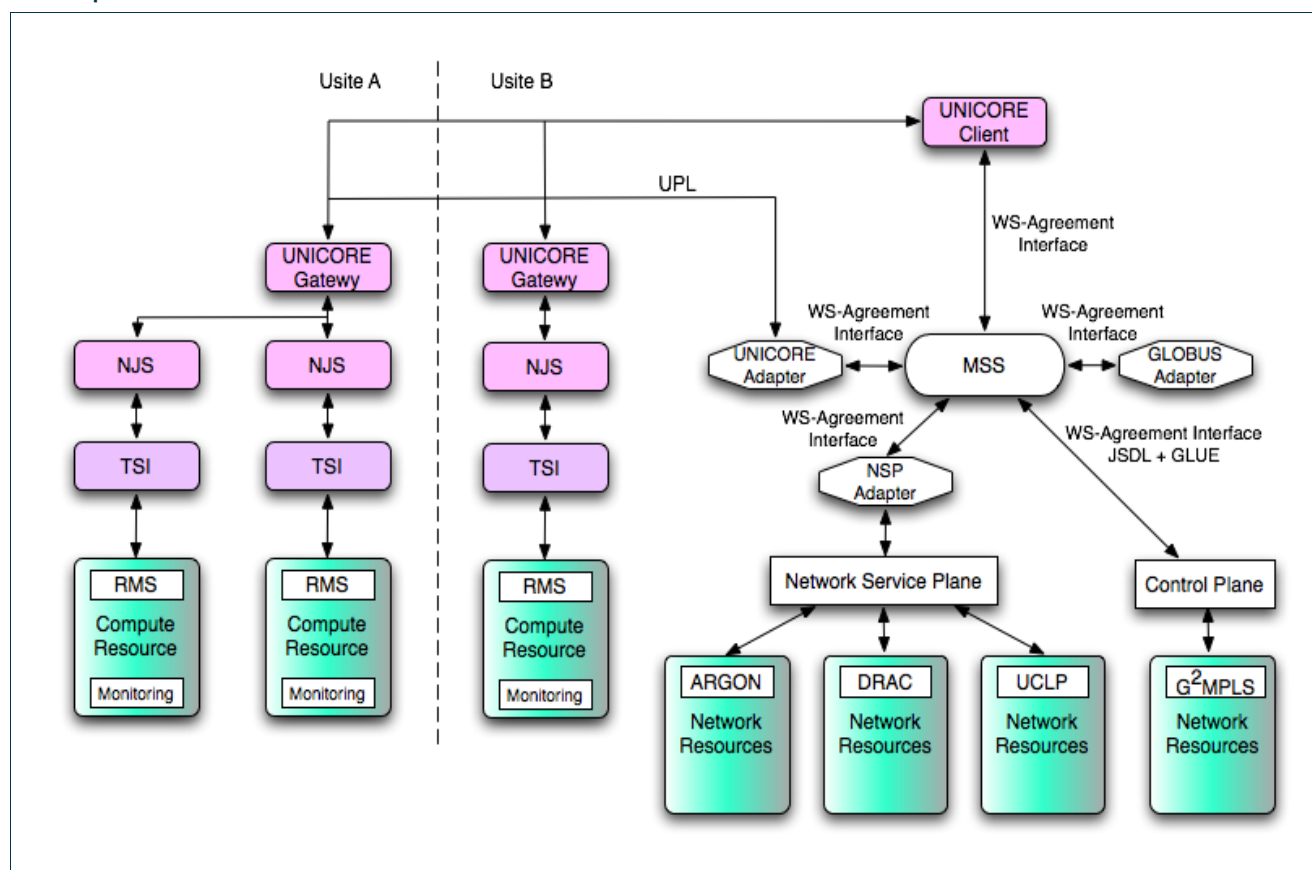 Usite A
Usite B
UNICORE
Client
UPL
WS-Agreement
Interface
UNICORE
Gatewy
UNICORE
Gatewy
WS-Agreement
Interface
WS-Agreement
Interface
NJS
NJS
NJS
UNICORE
Adapter
MSS
GLOBUS
Adapter
WS-Agreement
Interface
WS-Agreement Interface
JSDL + GLUE
TSI
TSI
TSI
NSP
Adapter
RMS
Compute
Resource
Monitoring
RMS
Compute
Resource
Monitoring
RMS
Compute
Resource
Monitoring
Network Service Plane
Control Plane
ARGON
Network
Resources
DRAC
Network
Resources
UCLP
Network
Resources
G²MPLS
Network
Resources